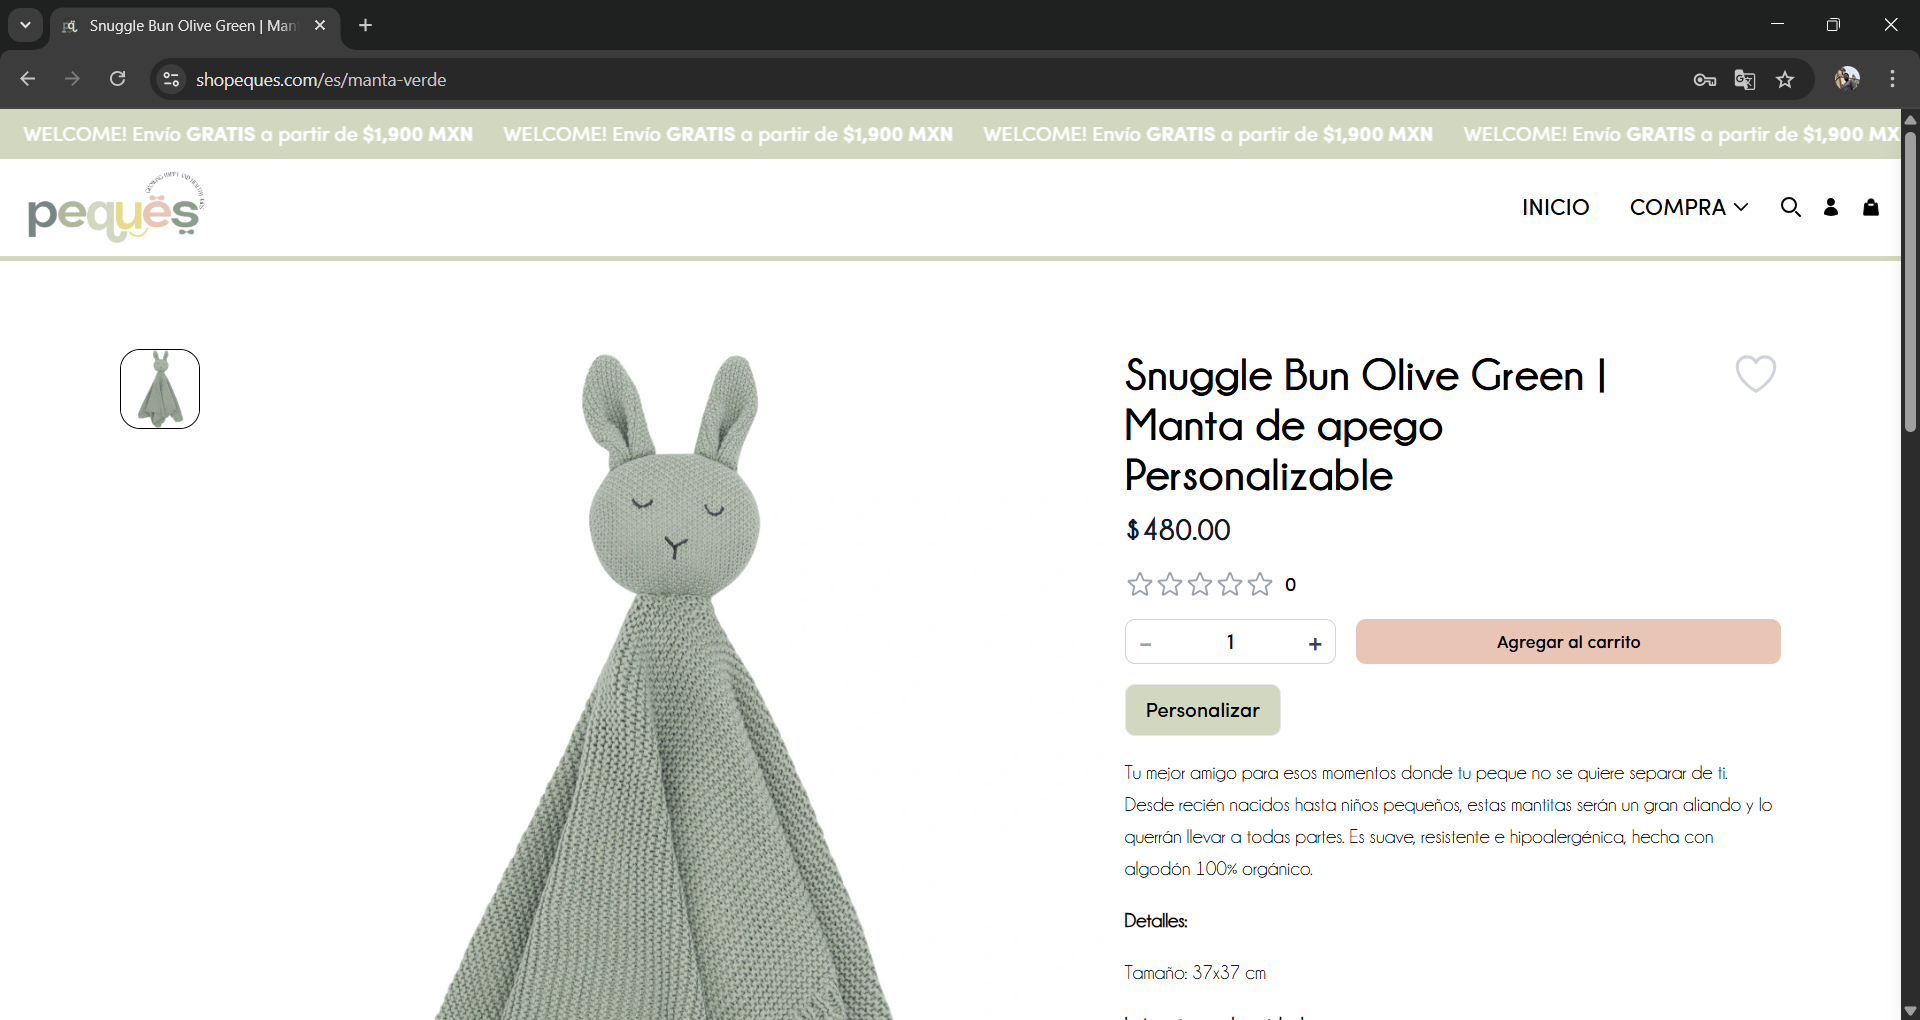 Snuggle Bun Olive Green | Man
shopeques.com/es/manta-verde
WELCOME! Envío GRATIS a partir de $1,900 MXN WELCOME! Envío GRATIS a partir de $1,900 MXN WELCOME! Envío GRATIS a partir de $1,900 MXN WELCOME! Envío GRATIS a partir de $1,900 MX
pequës
INICIO COMPRA
Snuggle Bun Olive Green |
Manta de apego
Personalizable
$480.00
0
− 1 + Agregar al carrito
Personalizar
Tu mejor amigo para esos momentos donde tu peque no se quiere separar de ti.
Desde recién nacidos hasta niños pequeños, estas mantitas serán un gran aliando y lo
querrán llevar a todas partes. Es suave, resistente e hipoalergénica, hecha con
algodón 100% orgánico.
Detalles:
Tamaño: 37x37 cm